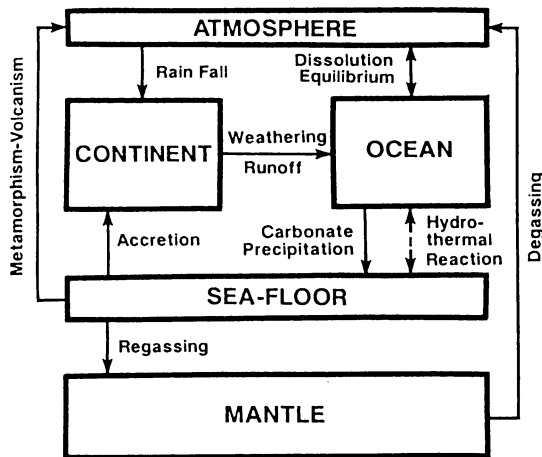 ATMOSPHERE
Metamorphism-Volcanism
Rain Fall
Dissolution
Equilibrium
Degassing
CONTINENT
Weathering
Runoff
OCEAN
Accretion
Carbonate
Precipitation
Hydro-
thermal
Reaction
SEA-FLOOR
Regassing
MANTLE